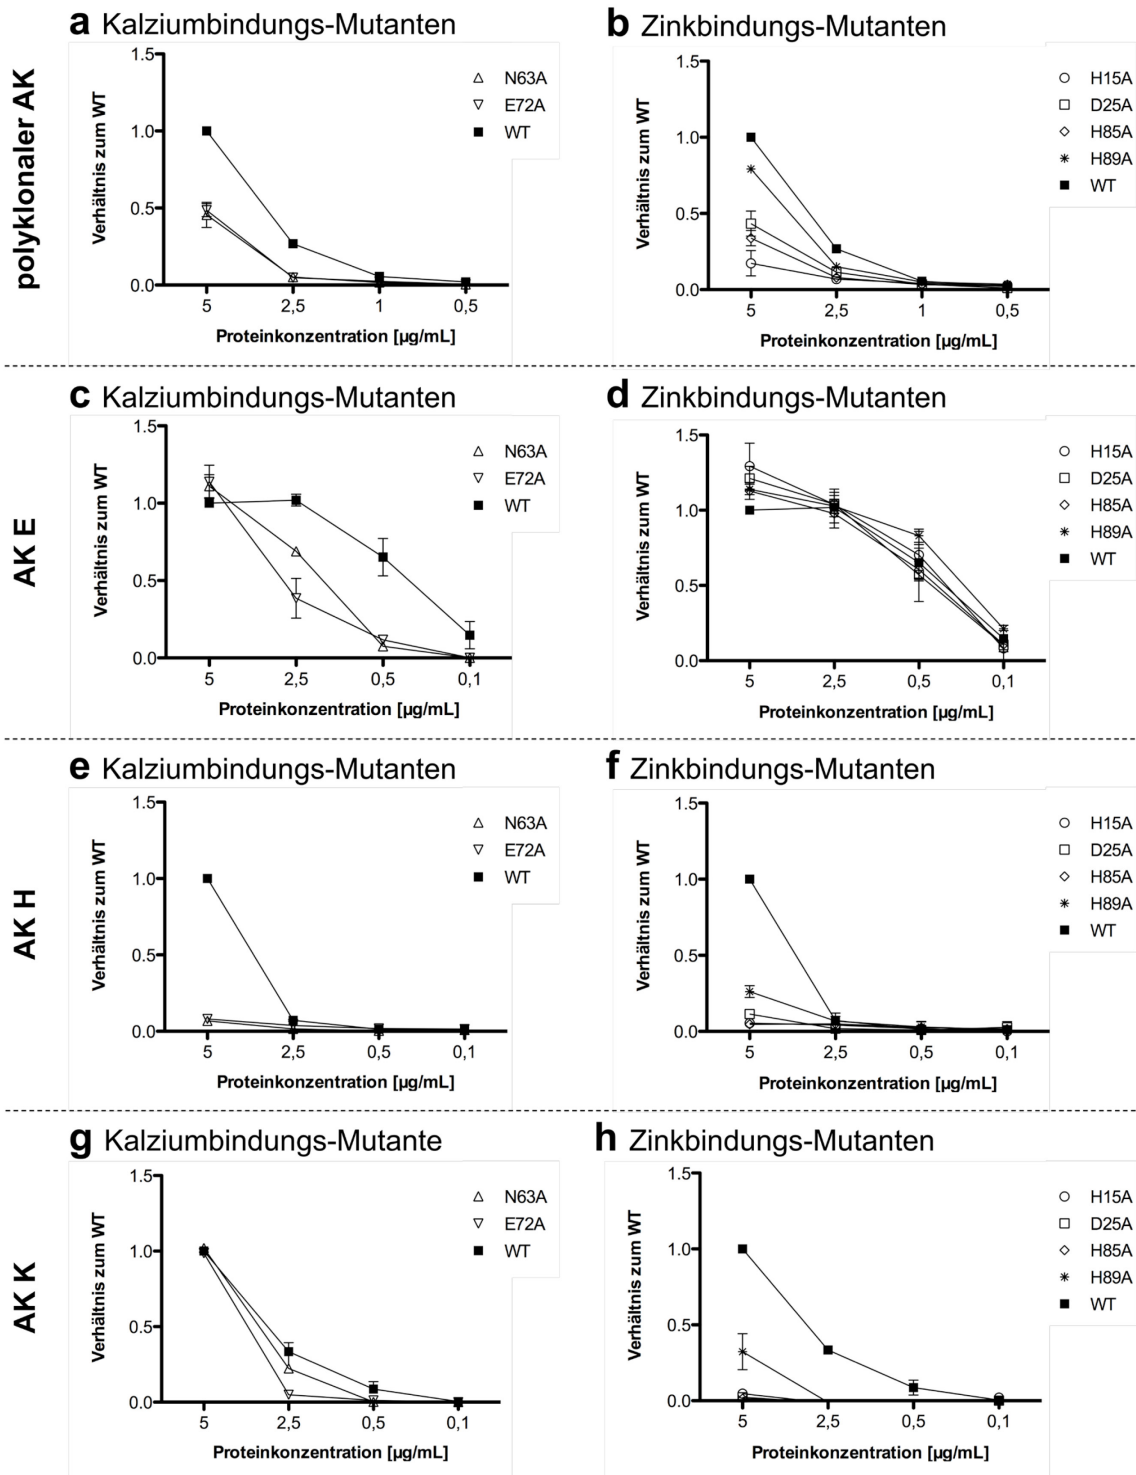 a Kalziumbindungs-Mutanten
b Zinkbindungs-Mutanten
polyklonaler AK
Verhältnis zum WT
1.5
1.0
0.5
0.0
5
2,5
1
0,5
Proteinkonzentration [µg/mL]
N63A
E72A
WT
Verhältnis zum WT
1.5
1.0
0.5
0.0
5
2,5
1
0,5
Proteinkonzentration [µg/mL]
H15A
D25A
H85A
H89A
WT
c Kalziumbindungs-Mutanten
d Zinkbindungs-Mutanten
AK E
Verhältnis zum WT
1.5
1.0
0.5
0.0
5
2,5
0,5
0,1
Proteinkonzentration [µg/mL]
N63A
E72A
WT
Verhältnis zum WT
1.5
1.0
0.5
0.0
5
2,5
0,5
0,1
Proteinkonzentration [µg/mL]
H15A
D25A
H85A
H89A
WT
e Kalziumbindungs-Mutanten
f Zinkbindungs-Mutanten
AK H
Verhältnis zum WT
1.5
1.0
0.5
0.0
5
2,5
0,5
0,1
Proteinkonzentration [µg/mL]
N63A
E72A
WT
Verhältnis zum WT
1.5
1.0
0.5
0.0
5
2,5
0,5
0,1
Proteinkonzentration [µg/mL]
H15A
D25A
H85A
H89A
WT
g Kalziumbindungs-Mutante
h Zinkbindungs-Mutanten
AK K
Verhältnis zum WT
1.5
1.0
0.5
0.0
5
2,5
0,5
0,1
Proteinkonzentration [µg/mL]
N63A
E72A
WT
Verhältnis zum WT
1.5
1.0
0.5
0.0
5
2,5
0,5
0,1
Proteinkonzentration [µg/mL]
H15A
D25A
H85A
H89A
WT